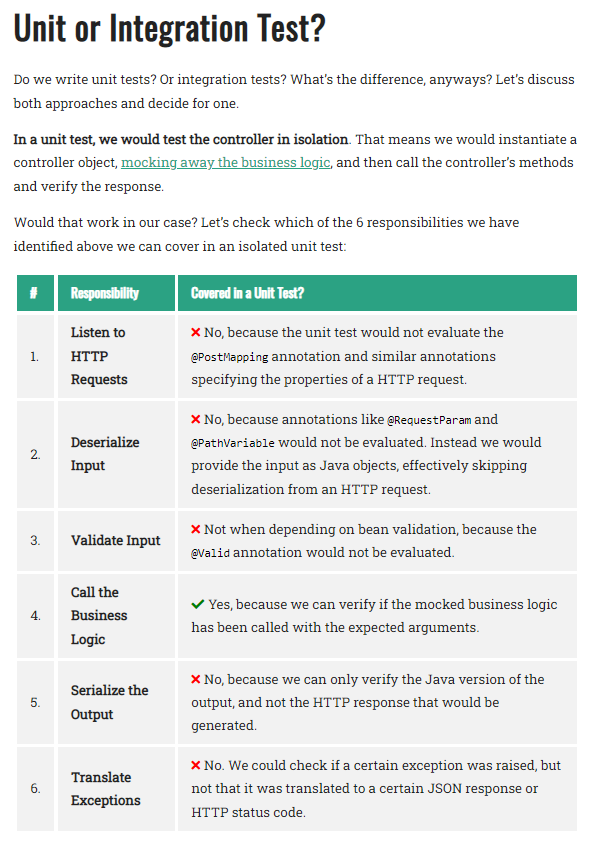 Unit or Integration Test?
Do we write unit tests? Or integration tests? What's the difference, anyways? Let's discuss
both approaches and decide for one.
In a unit test, we would test the controller in isolation. That means we would instantiate a
controller object, mocking away the business logic, and then call the controller's methods
and verify the response.
Would that work in our case? Let's check which of the 6 responsibilities we have
identified above we can cover in an isolated unit test:
# Responsibility Covered in a Unit Test?
1. Listen to HTTP Requests
❌ No, because the unit test would not evaluate the
@PostMapping annotation and similar annotations
specifying the properties of a HTTP request.
2. Deserialize Input
❌ No, because annotations like @RequestParam and
@PathVariable would not be evaluated. Instead we would
provide the input as Java objects, effectively skipping
deserialization from an HTTP request.
3. Validate Input
❌ Not when depending on bean validation, because the
@Valid annotation would not be evaluated.
4. Call the Business Logic
✔ Yes, because we can verify if the mocked business logic
has been called with the expected arguments.
5. Serialize the Output
❌ No, because we can only verify the Java version of the
output, and not the HTTP response that would be
generated.
6. Translate Exceptions
❌ No. We could check if a certain exception was raised, but
not that it was translated to a certain JSON response or
HTTP status code.